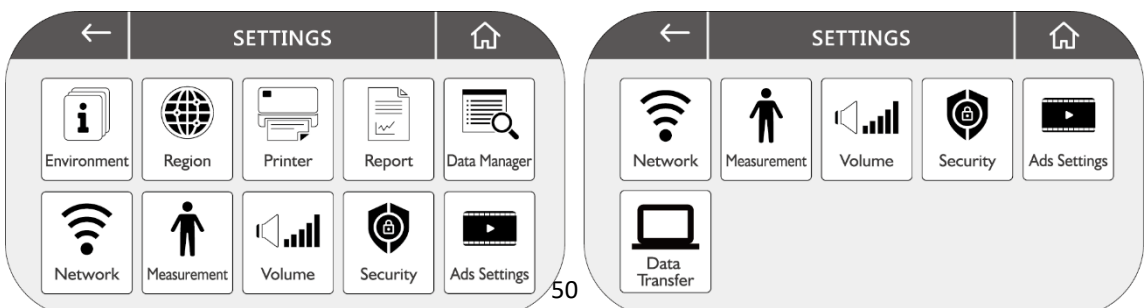 SETTINGS
Environment Region Printer Report Data Manager
Network Measurement Volume Security Ads Settings
50
SETTINGS
Network Measurement Volume Security Ads Settings
Data
Transfer